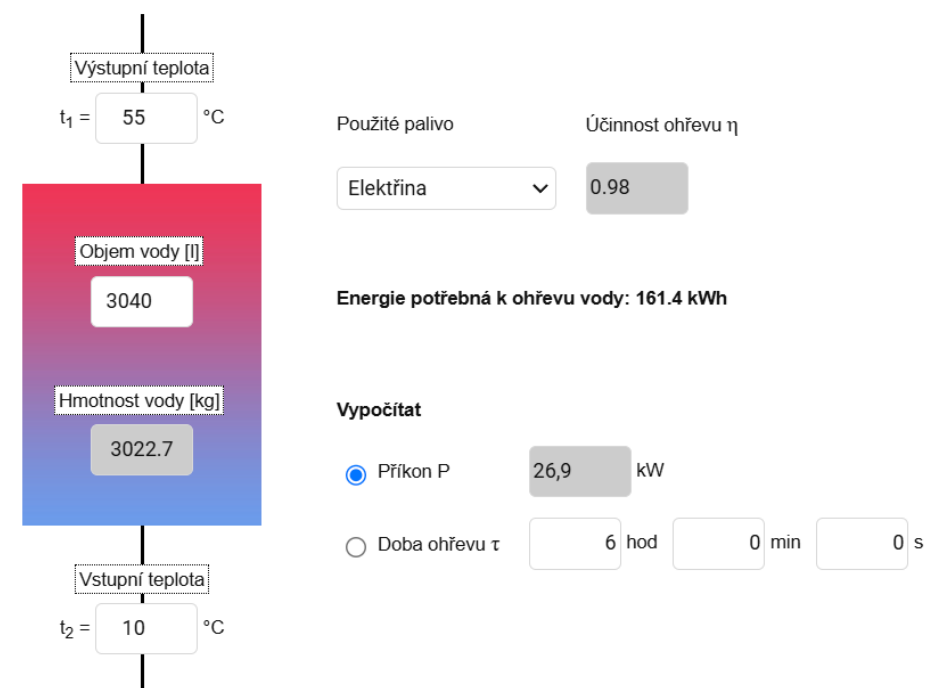 Výstupní teplota
t₁ = 55 °C
Použité palivo Účinnost ohřevu η
Elektřina 0.98
Objem vody [l]
3040
Energie potřebná k ohřevu vody: 161.4 kWh
Hmotnost vody [kg]
3022.7
Vypočítat
Příkon P 26,9 kW
Doba ohřevu τ 6 hod 0 min 0 s
Vstupní teplota
t₂ = 10 °C